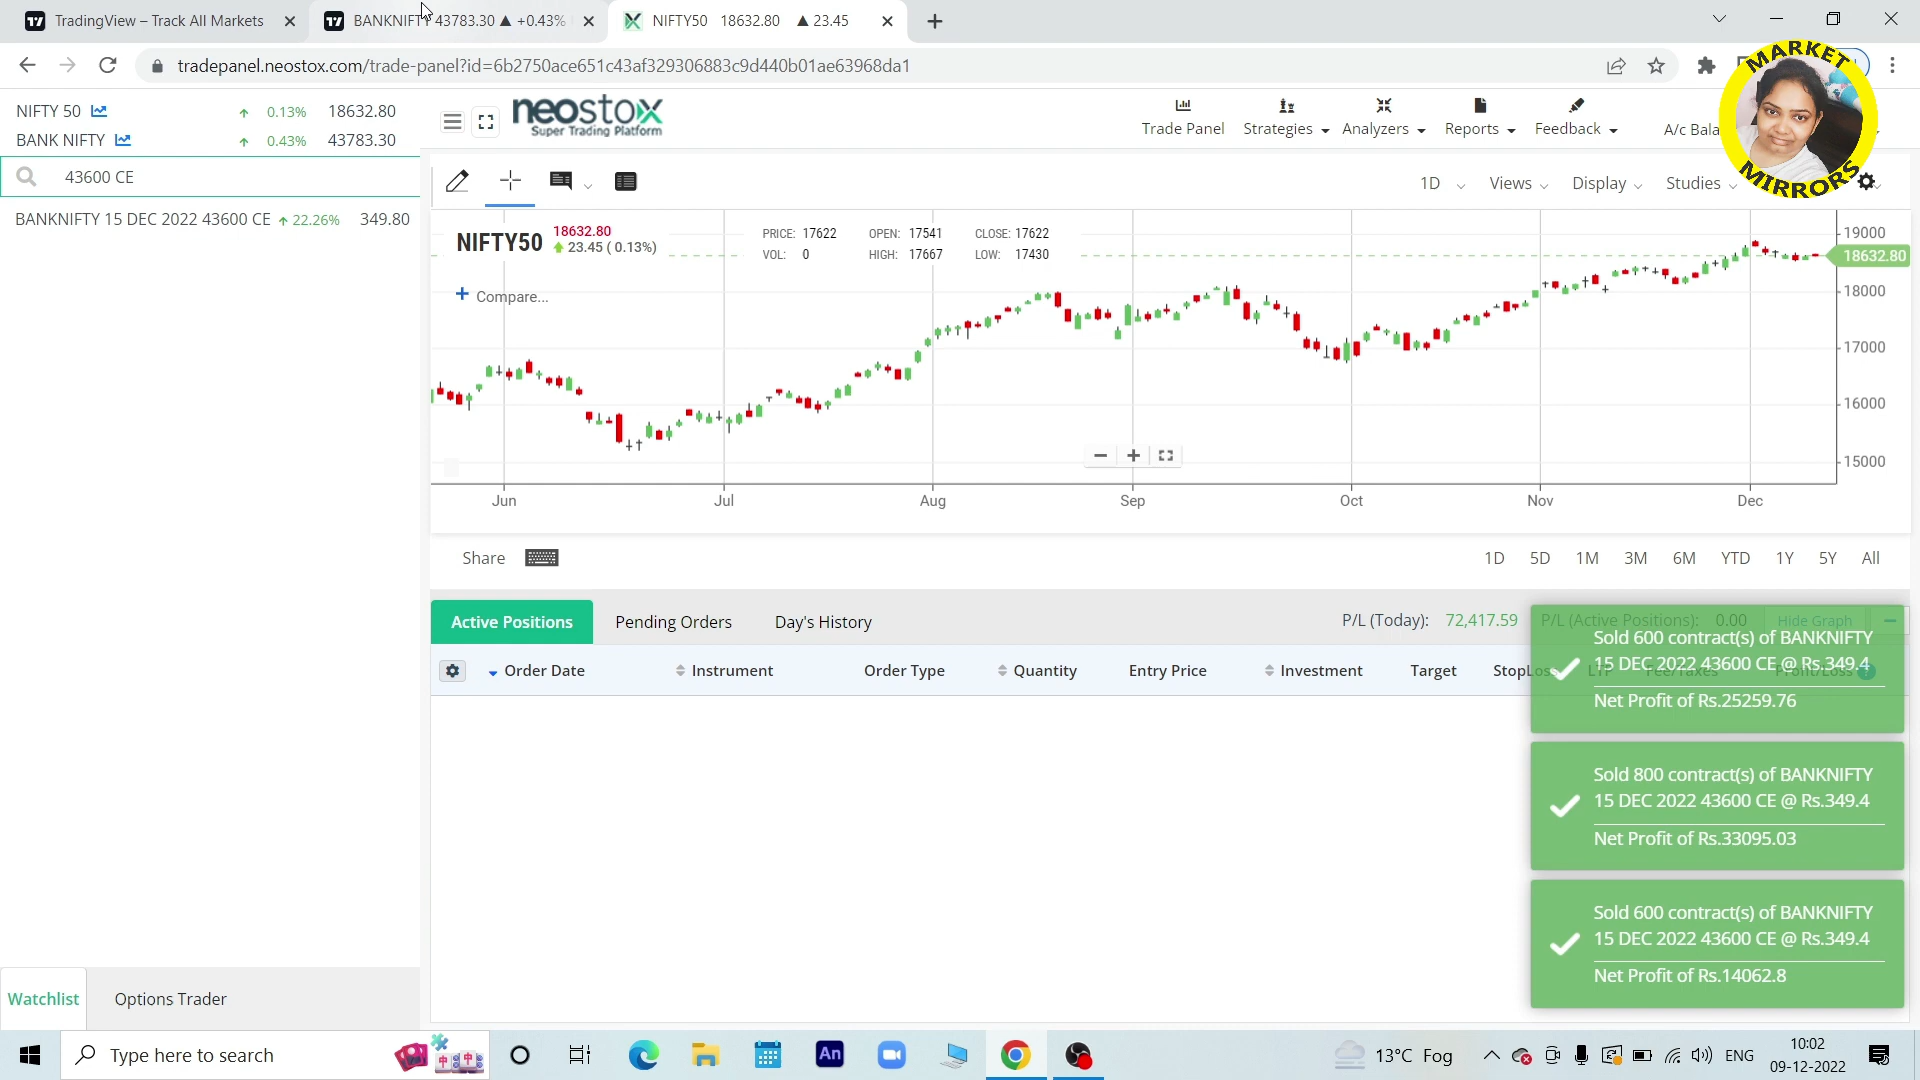 TradingView – Track All Markets
BANKNIFTY 43783.30 ▲ +0.43%
NIFTY50 18632.80 ▲ 23.45
tradepanel.neostox.com/trade-panel?id=6b2750ace651c43af329306883c9d440b01ae63968da1
MARKET
MIRRORS
NIFTY 50 ↑ 0.13% 18632.80
BANK NIFTY ↑ 0.43% 43783.30
43600 CE
BANKNIFTY 15 DEC 2022 43600 CE ↑ 22.26% 349.80
neostox
Super Trading Platform
Trade Panel Strategies Analyzers Reports Feedback A/c Bala
1D Views Display Studies
NIFTY50 18632.80
23.45 ( 0.13%)
PRICE: 17622 OPEN: 17541 CLOSE: 17622
VOL: 0 HIGH: 17667 LOW: 17430
+ Compare...
19000
18632.80
18000
17000
16000
15000
Jun Jul Aug Sep Oct Nov Dec
Share
1D 5D 1M 3M 6M YTD 1Y 5Y All
Active Positions Pending Orders Day's History P/L (Today): 72,417.59 P/L (Active Positions): 0.00 Hide Graph
Order Date Instrument Order Type Quantity Entry Price Investment Target StopLoss LTP Fee/Taxes Profit/Loss
Sold 600 contract(s) of BANKNIFTY
15 DEC 2022 43600 CE @ Rs.349.4
Net Profit of Rs.25259.76
Sold 800 contract(s) of BANKNIFTY
15 DEC 2022 43600 CE @ Rs.349.4
Net Profit of Rs.33095.03
Sold 600 contract(s) of BANKNIFTY
15 DEC 2022 43600 CE @ Rs.349.4
Net Profit of Rs.14062.8
Watchlist Options Trader
Type here to search
An
13°C Fog
ENG
10:02
09-12-2022